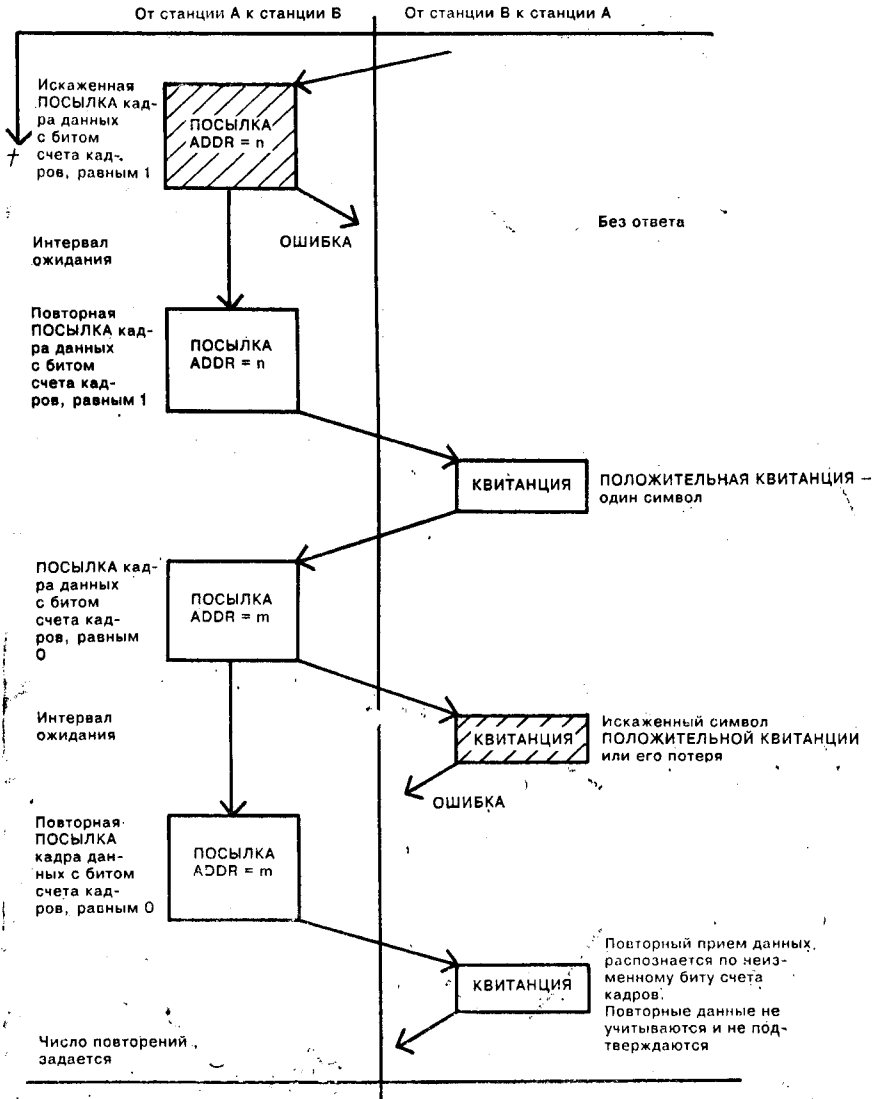 От станции А к станции Б
От станции В к станции А
Искаженная
ПОСЫЛКА кад-
ра данных
с битом
счета кад-
ров, равным 1
t
ПОСЫЛКА
ADDR = n
ОШИБКА
Без ответа
Интервал
ожидания
Повторная
ПОСЫЛКА кад-
ра данных
с битом
счета кад-
ров, равным 1
ПОСЫЛКА
ADDR = n
КВИТАНЦИЯ
ПОЛОЖИТЕЛЬНАЯ КВИТАНЦИЯ –
один символ
ПОСЫЛКА кад-
ра данных
с битом
счета кад-
ров, равным
0
ПОСЫЛКА
ADDR = m
Интервал
ожидания
КВИТАНЦИЯ
Искаженный символ
ПОЛОЖИТЕЛЬНОЙ КВИТАНЦИИ
или его потеря
ОШИБКА
Повторная
ПОСЫЛКА
кадра дан-
ных с битом
счета кад-
ров, равным 0
ПОСЫЛКА
ADDR = m
КВИТАНЦИЯ
Повторный прием данных,
распознается по неиз-
менному биту счета
кадров.
Повторные данные не
учитываются и не под-
тверждаются
Число повторений
задается